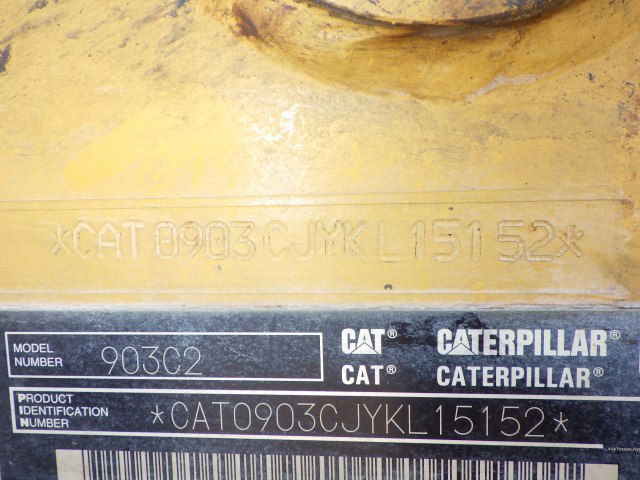 *CAT0903CJYKL15152*
MODEL NUMBER 903C2
CAT® CATERPILLAR®
CAT® CATERPILLAR®
PRODUCT IDENTIFICATION NUMBER *CAT0903CJYKL15152*